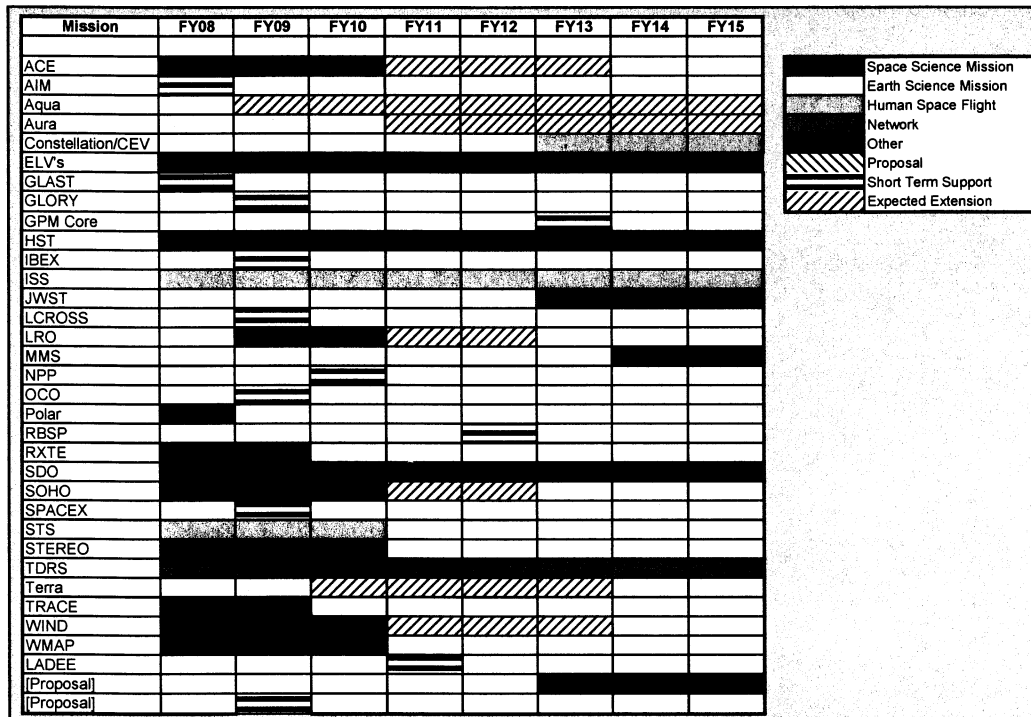 Mission FY08 FY09 FY10 FY11 FY12 FY13 FY14 FY15
ACE
AIM
Aqua
Aura
Constellation/CEV
ELV's
GLAST
GLORY
GPM Core
HST
IBEX
ISS
JWST
LCROSS
LRO
MMS
NPP
OCO
Polar
RBSP
RXTE
SDO
SOHO
SPACEX
STS
STEREO
TDRS
Terra
TRACE
WIND
WMAP
LADEE
[Proposal]
[Proposal]
Space Science Mission
Earth Science Mission
Human Space Flight
Network
Other
Proposal
Short Term Support
Expected Extension